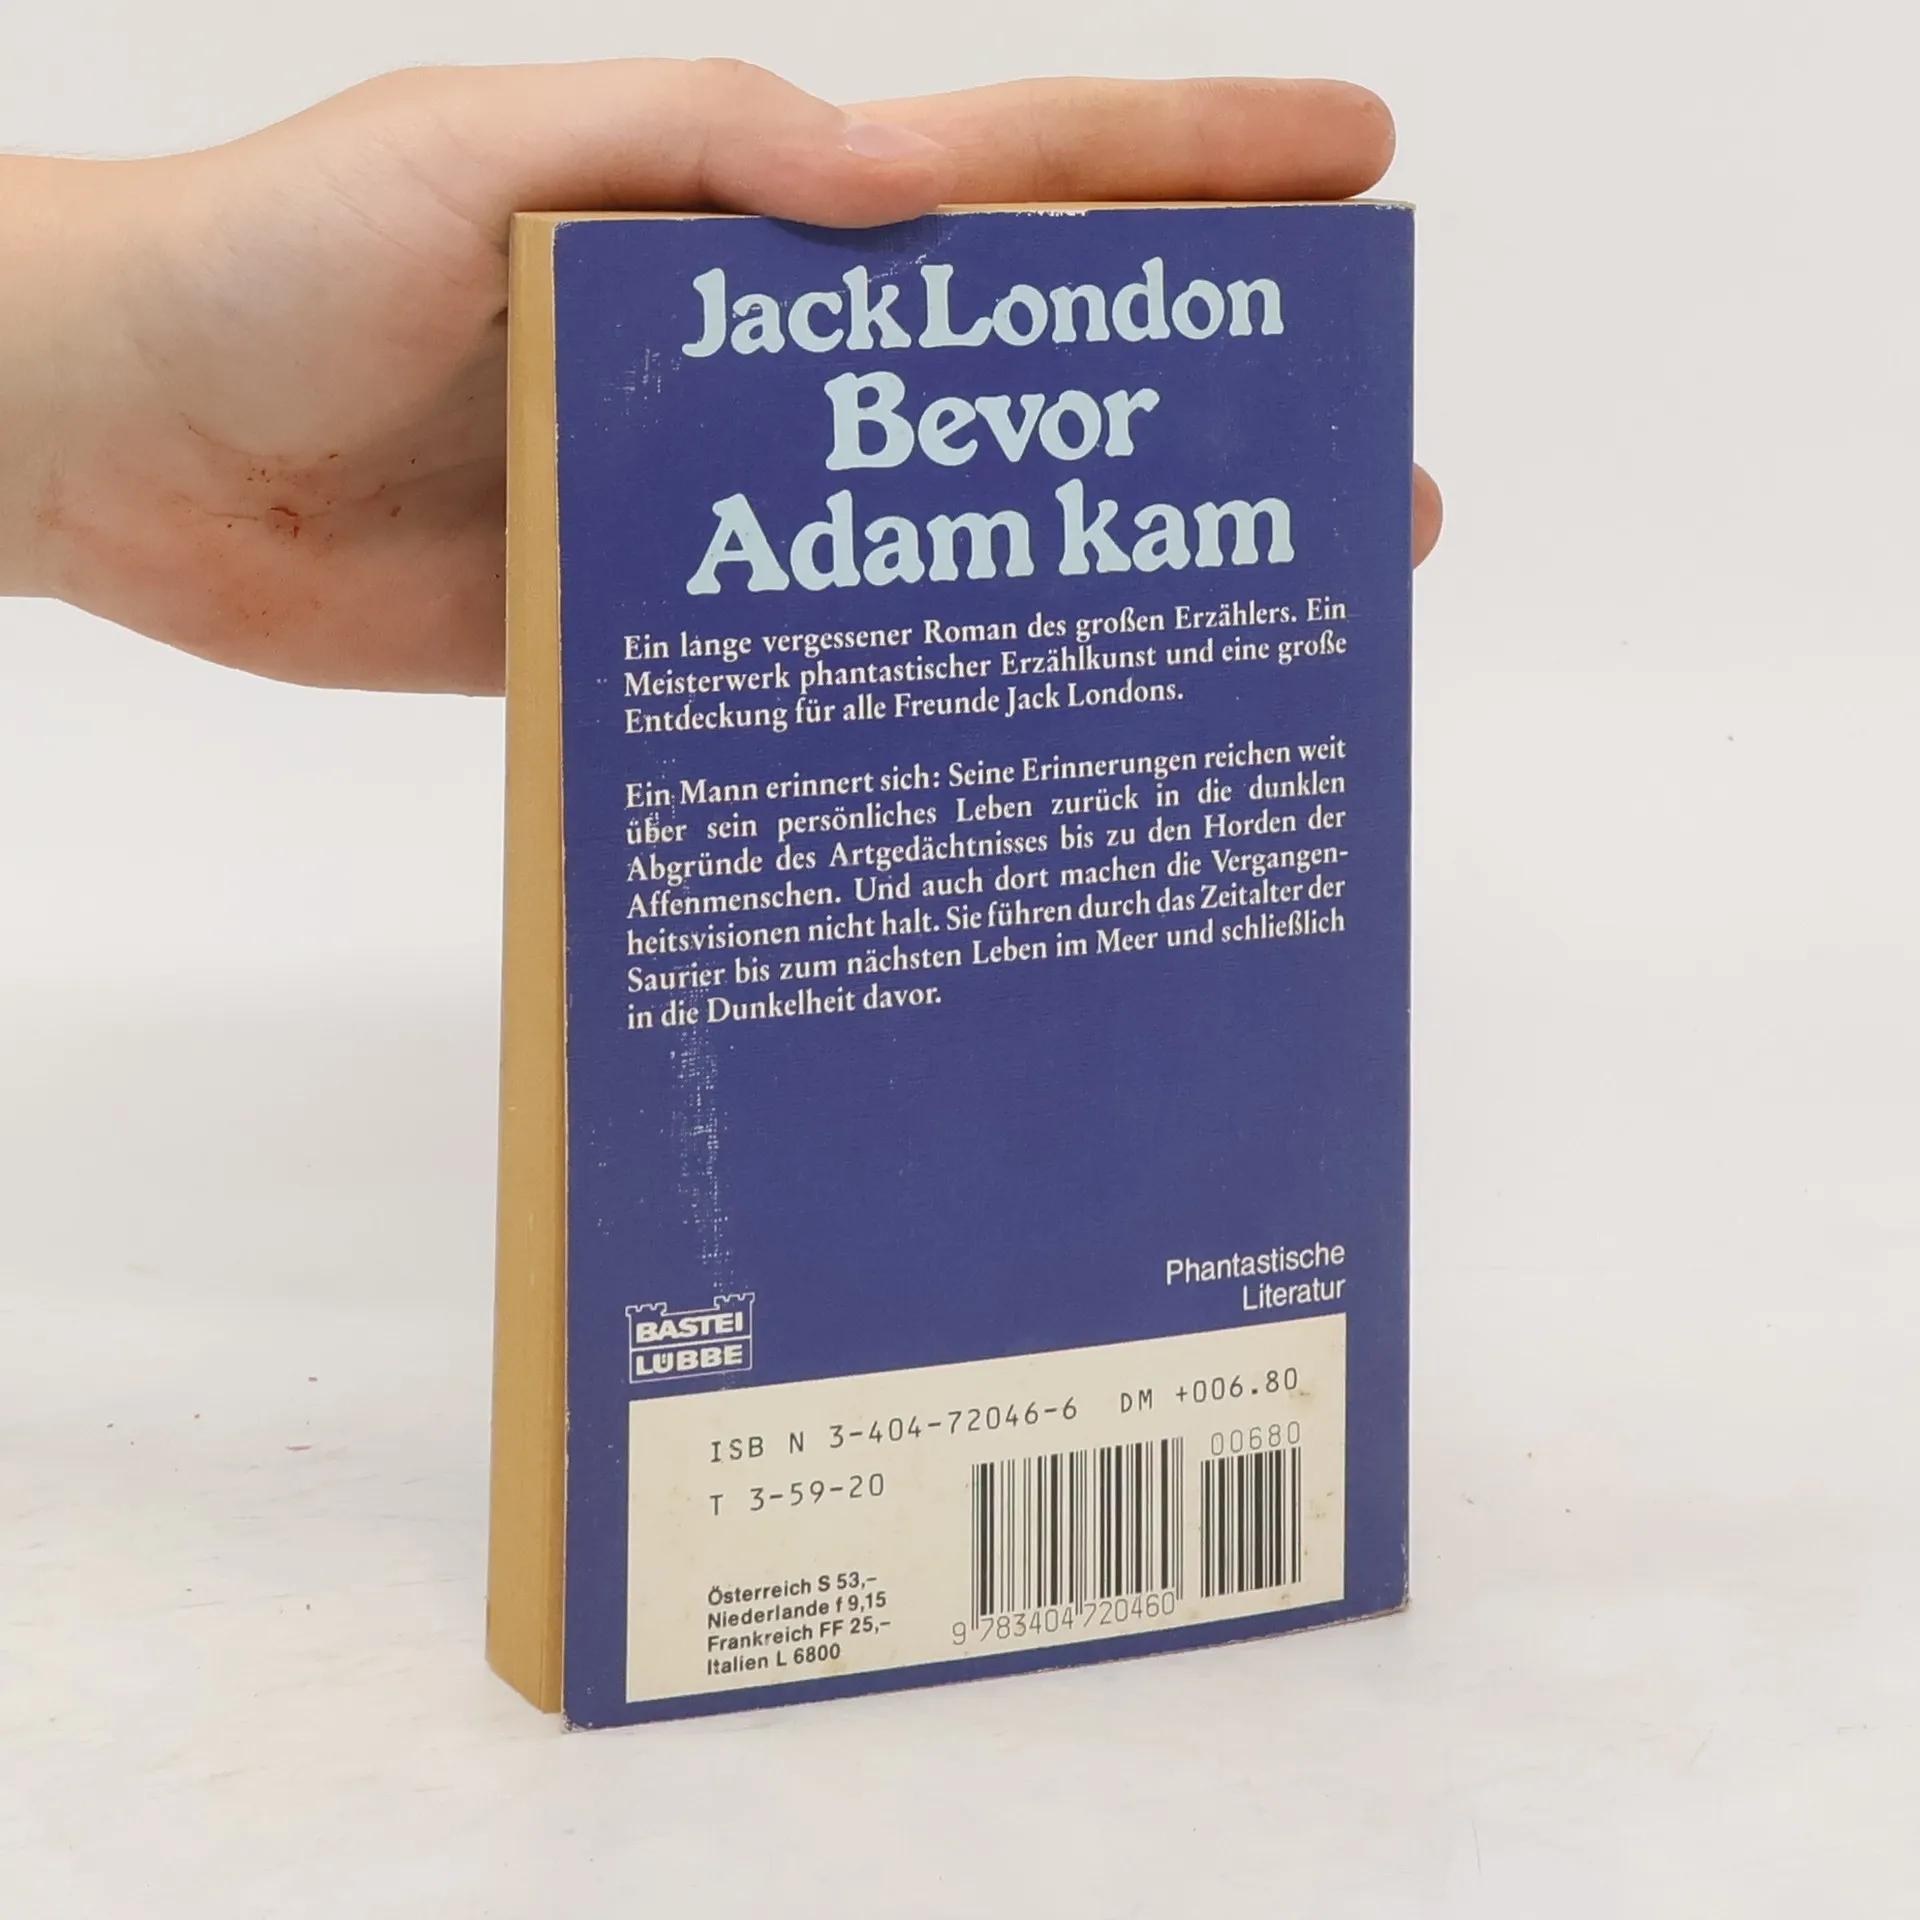 Jack London
Bevor
Adam kam
Ein lange vergessener Roman des großen Erzählers. Ein
Meisterwerk phantastischer Erzählkunst und eine große
Entdeckung für alle Freunde Jack Londons.
Ein Mann erinnert sich: Seine Erinnerungen reichen weit
über sein persönliches Leben zurück in die dunklen
Abgründe des Artgedächtnisses bis zu den Horden der
Affenmenschen. Und auch dort machen die Vergangen-
heitsvisionen nicht halt. Sie führen durch das Zeitalter der
Saurier bis zum nächsten Leben im Meer und schließlich
in die Dunkelheit davor.
Phantastische
Literatur
BASTEI
LÜBBE
ISB N 3-404-72046-6 DM +006.80
00680
T 3-59-20
Österreich S 53,-
Niederlande f 9,15
Frankreich FF 25,-
Italien L 6800
9 783404 720460